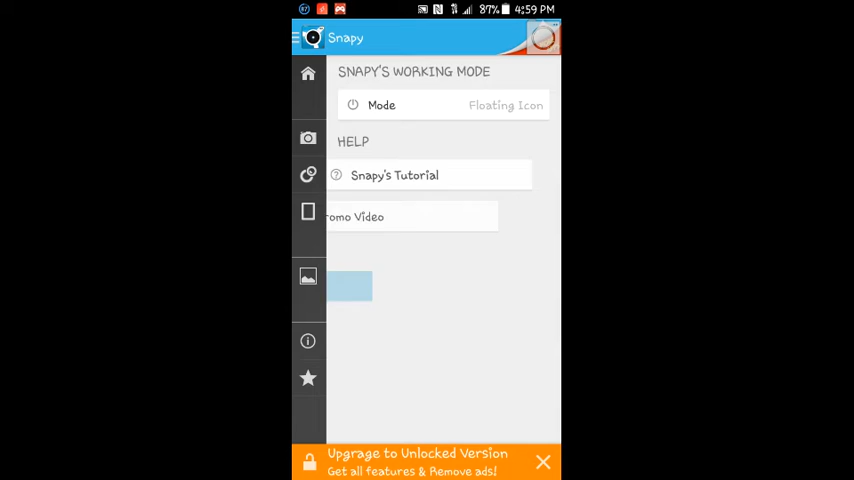 87% 4:59 PM
Snapy
SNAPY'S WORKING MODE
Mode Floating Icon
HELP
Snapy's Tutorial
romo Video
Upgrage to Unlocked Version
Get all features & Remove ads!